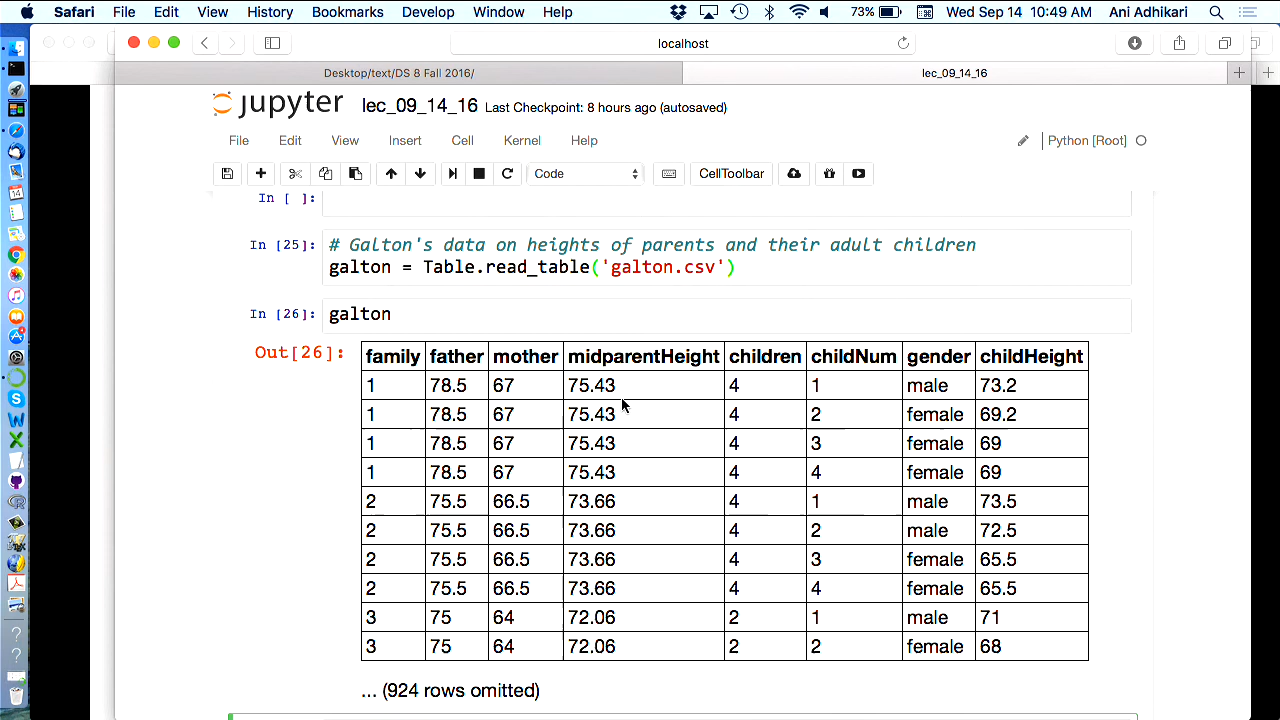 Safari File Edit View History Bookmarks Develop Window Help 73% Wed Sep 14 10:49 AM Ani Adhikari
localhost
Desktop/text/DS 8 Fall 2016/ lec_09_14_16
jupyter lec_09_14_16 Last Checkpoint: 8 hours ago (autosaved)
File Edit View Insert Cell Kernel Help Python [Root]
Code CellToolbar
In [ ]:
In [25]: # Galton's data on heights of parents and their adult children
galton = Table.read_table('galton.csv')
In [26]: galton
Out[26]: family father mother midparentHeight children childNum gender childHeight
1 78.5 67 75.43 4 1 male 73.2
1 78.5 67 75.43 4 2 female 69.2
1 78.5 67 75.43 4 3 female 69
1 78.5 67 75.43 4 4 female 69
2 75.5 66.5 73.66 4 1 male 73.5
2 75.5 66.5 73.66 4 2 male 72.5
2 75.5 66.5 73.66 4 3 female 65.5
2 75.5 66.5 73.66 4 4 female 65.5
3 75 64 72.06 2 1 male 71
3 75 64 72.06 2 2 female 68
... (924 rows omitted)